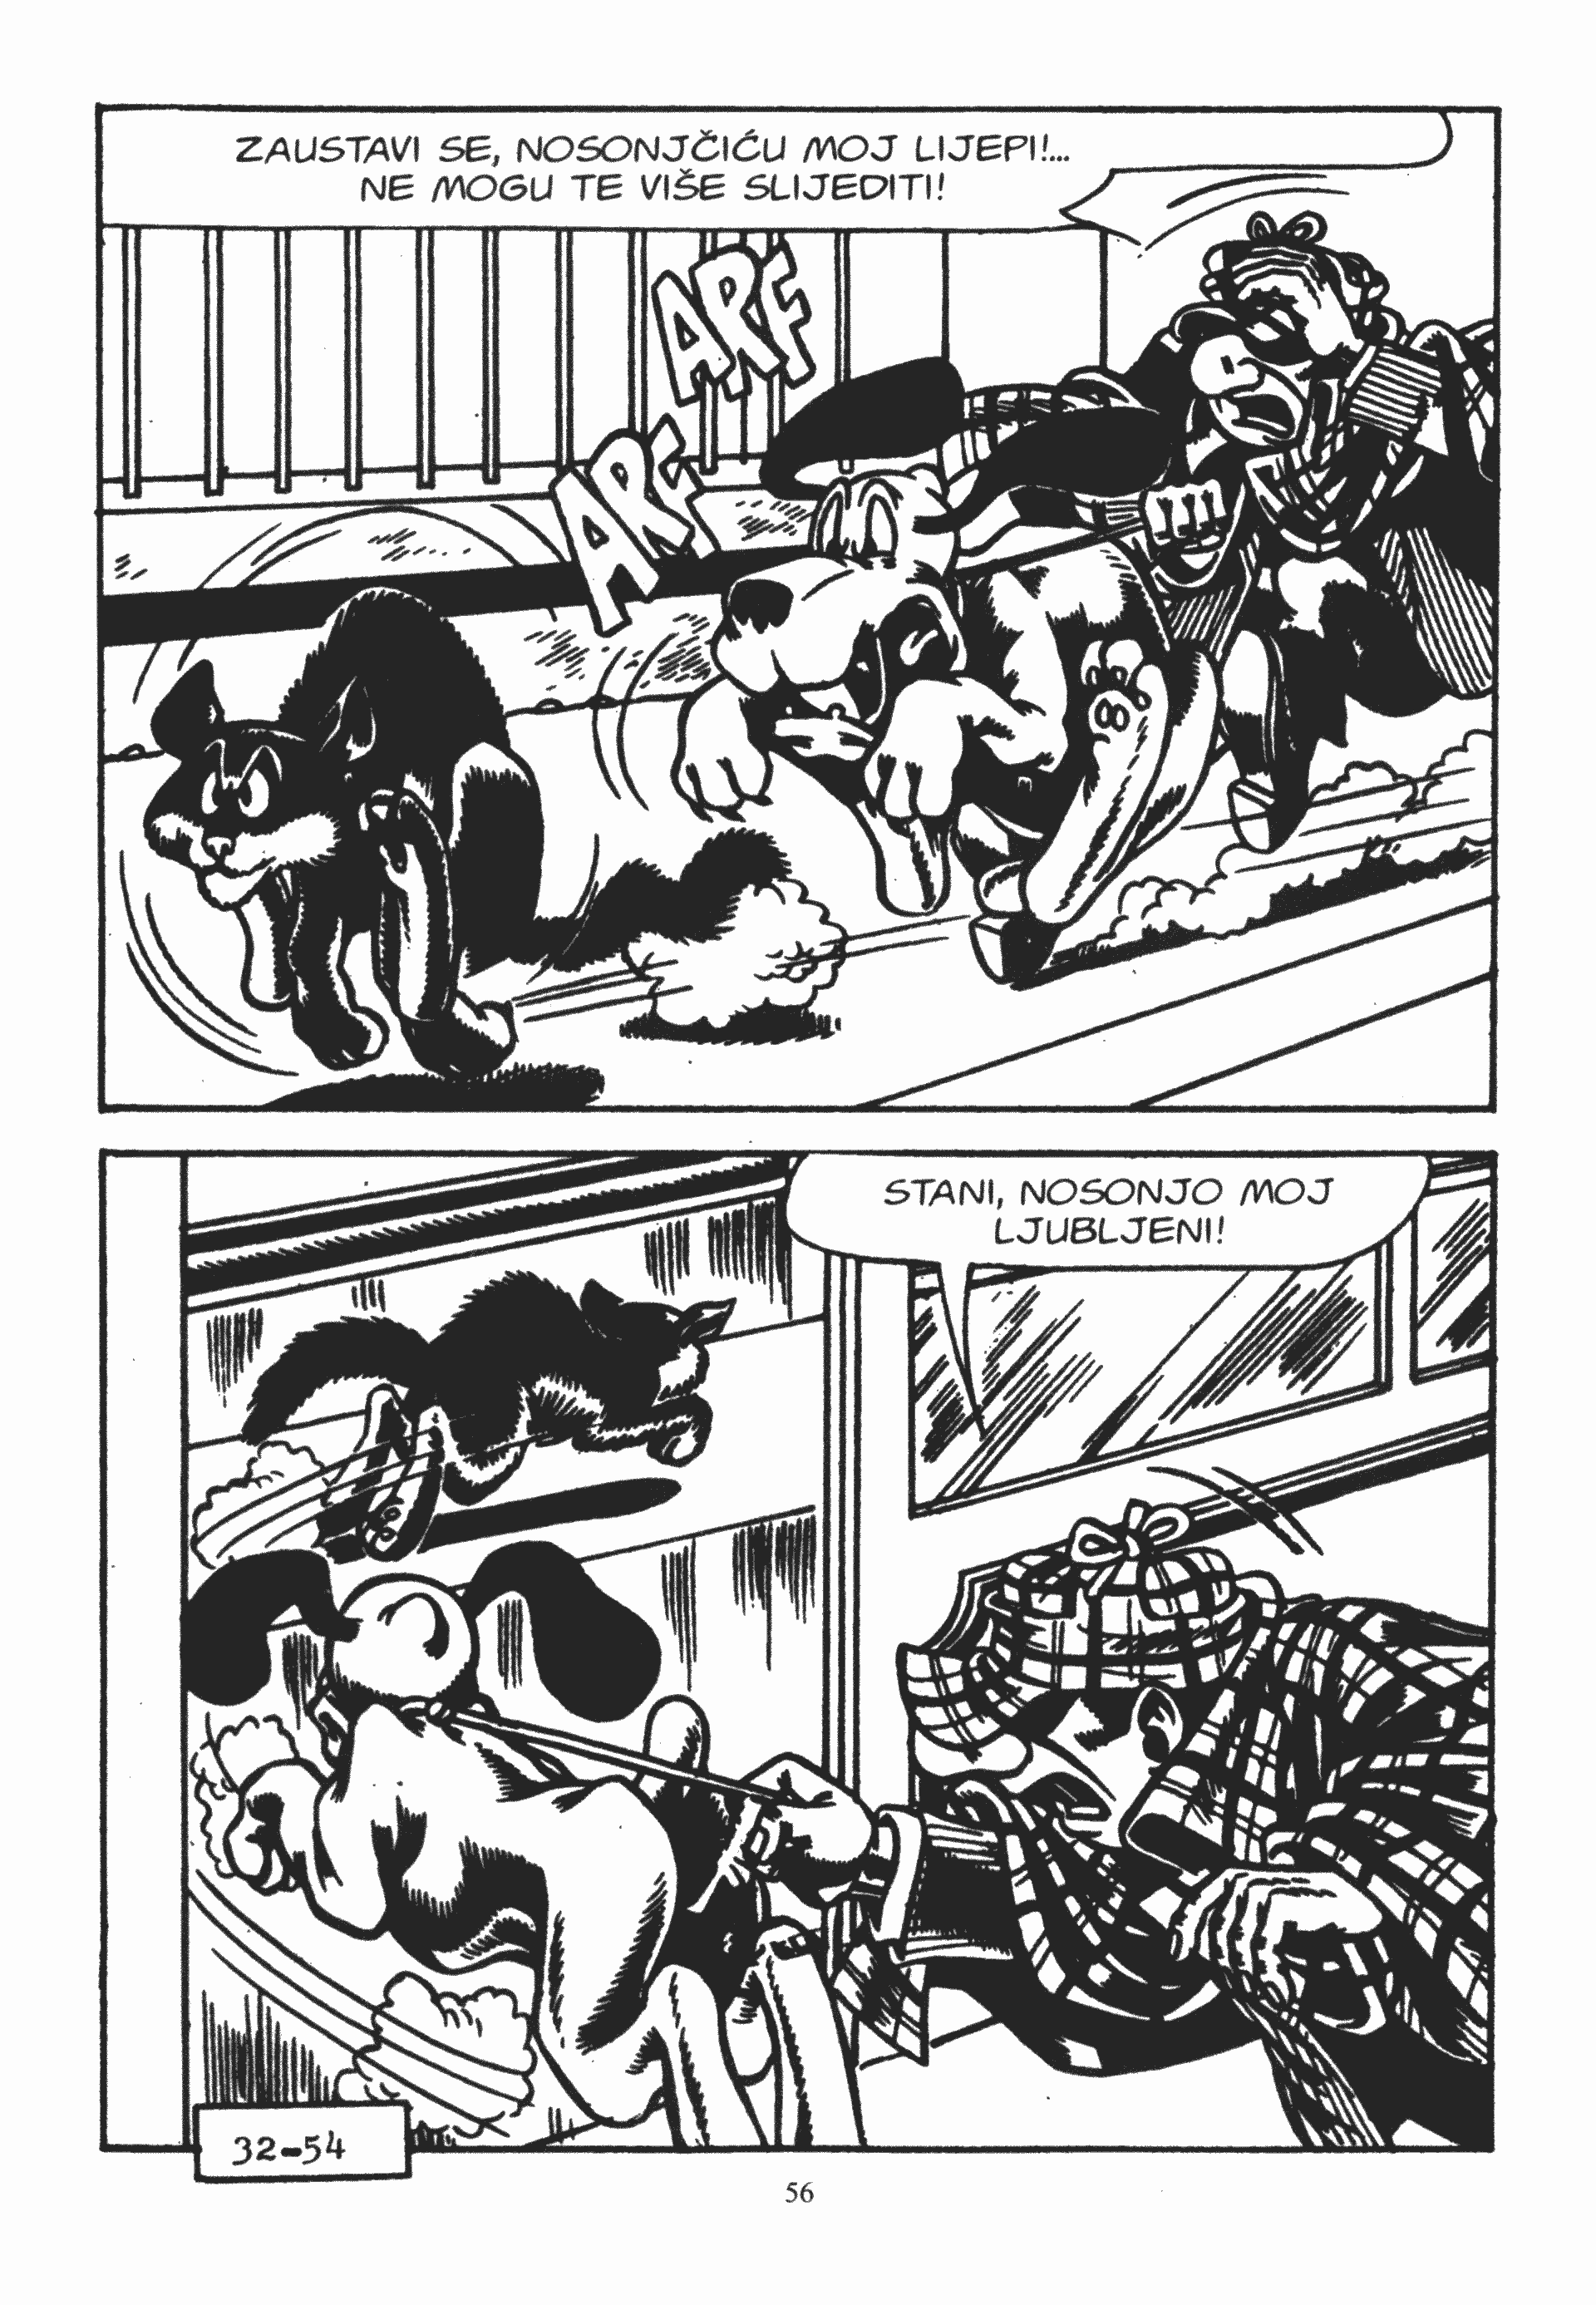 ZAUSTAVI SE, NOSONJČIĆU MOJ LIJEPI!...
NE MOGU TE VIŠE SLIJEDITI!
ARF
ARF
STANI, NOSONJO MOJ
LJUBLJENI!
32-54
56